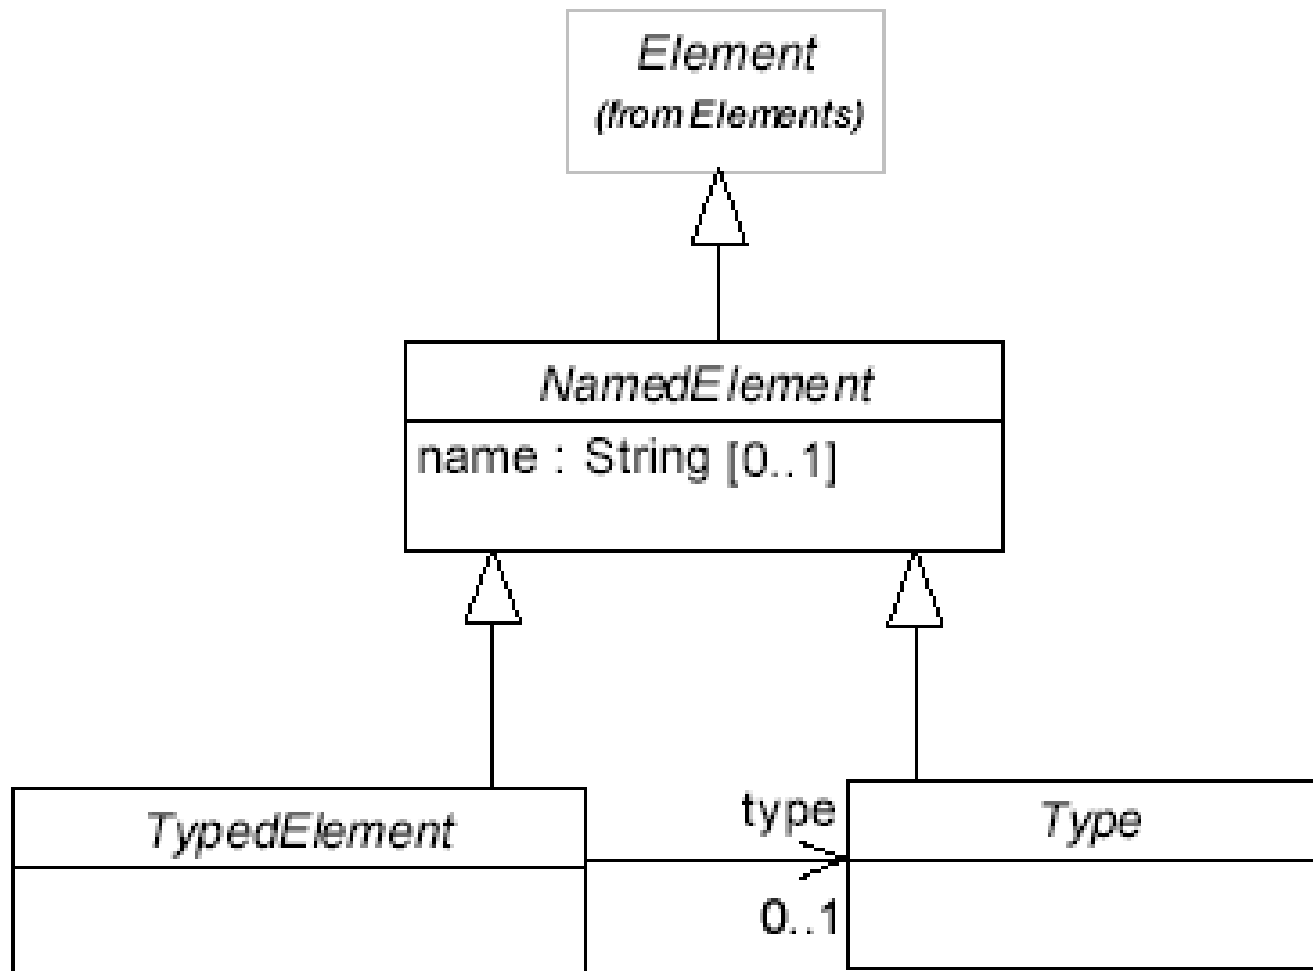 Element
(from Elements)
NamedElement
name : String [0..1]
TypedElement
type
0..1
Type